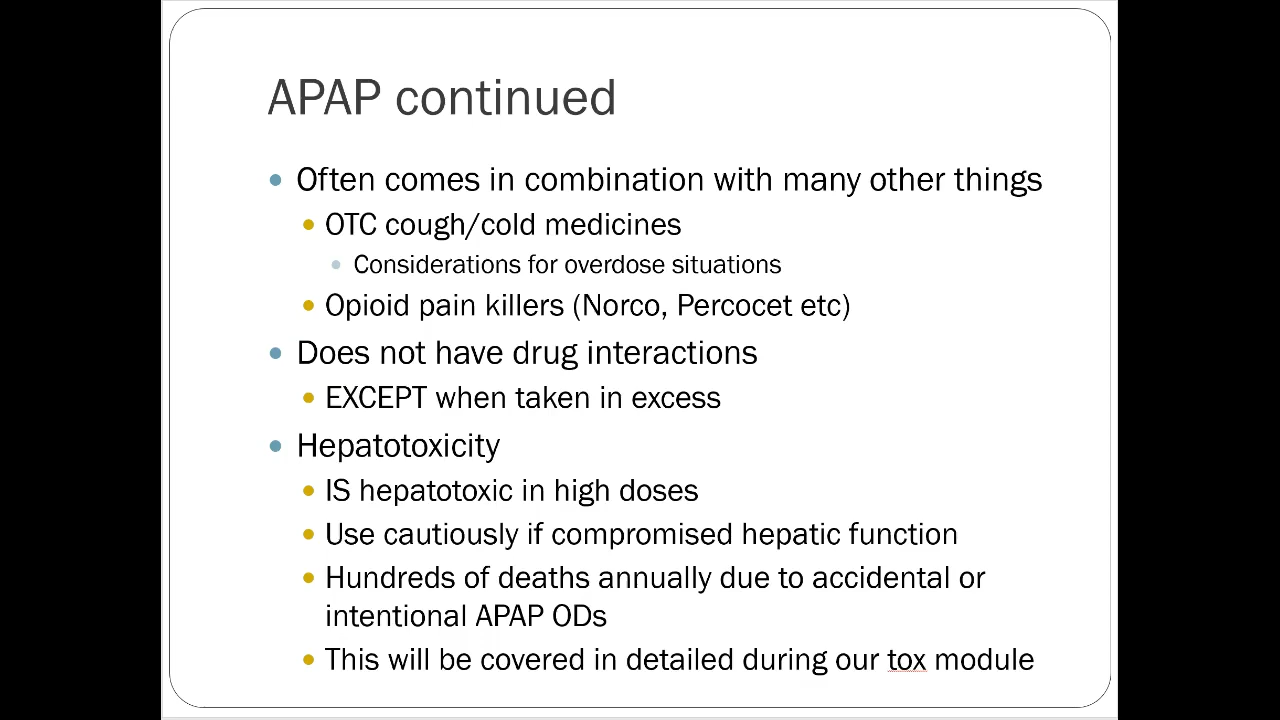 APAP continued
Often comes in combination with many other things
OTC cough/cold medicines
Considerations for overdose situations
Opioid pain killers (Norco, Percocet etc)
Does not have drug interactions
EXCEPT when taken in excess
Hepatotoxicity
IS hepatotoxic in high doses
Use cautiously if compromised hepatic function
Hundreds of deaths annually due to accidental or
intentional APAP ODs
This will be covered in detailed during our tox module